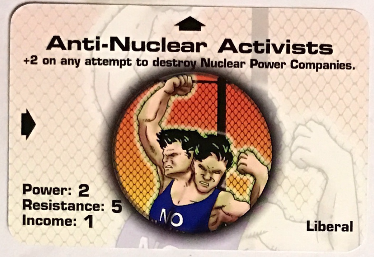 Anti-Nuclear Activists
+2 on any attempt to destroy Nuclear Power Companies.
NO
Power: 2
Resistance: 5
Income: 1
Liberal